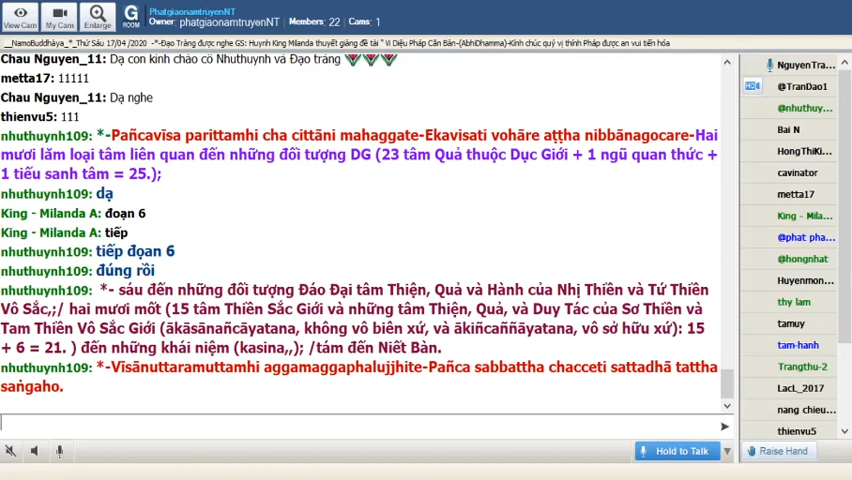 View Cam
My Cam
Enlarge
G
ROOM
PhatgiaonamtruyenNT
Owner: phatgiaonamtruyenNT | Members: 22 | Cams: 1
__NamoBuddhàya_*_Thứ Sáu 17/04 /2020 -*-Đạo Tràng được nghe GS: Huynh King Milanda thuyết giảng đề tài " Vi Diệu Pháp Căn Bản-(AbhiDhamma)-Kính chúc quý vị thính Pháp được an vui tiến hóa
Chau Nguyen_11: Dạ con kính chào cô Nhuthuynh và Đạo tràng
metta17: 11111
Chau Nguyen_11: Dạ nghe
thienvu5: 111
nhuthuynh109: *-Pañcavīsa parittamhi cha cittāni mahaggate-Ekavisati vohāre aṭṭha nibbānagocare-Hai
mươi lăm loại tâm liên quan đến những đối tượng DG (23 tâm Quả thuộc Dục Giới + 1 ngũ quan thức +
1 tiếu sanh tâm = 25.);
nhuthuynh109: dạ
King - Milanda A: đoạn 6
King - Milanda A: tiếp
nhuthuynh109: tiếp đọan 6
nhuthuynh109: đúng rồi
nhuthuynh109: *- sáu đến những đối tượng Đáo Đại tâm Thiện, Quả và Hành của Nhị Thiền và Tứ Thiền
Vô Sắc,;/ hai mươi mốt (15 tâm Thiền Sắc Giới và những tâm Thiện, Quả, và Duy Tác của Sơ Thiền và
Tam Thiền Vô Sắc Giới (ākāsānañcāyatana, không vô biên xứ, và ākiñcaññāyatana, vô sở hữu xứ): 15
+ 6 = 21. ) đến những khái niệm (kasina,,); /tám đến Niết Bàn.
nhuthuynh109: *-Vīsānuttaramuttamhi aggamaggaphalujjhite-Pañca sabbattha chacceti sattadhā tattha
saṅgaho.
Hold to Talk
NguyenTra...
@TranDao1
@nhuthuy...
Bai N
HongThiKi...
cavinator
metta17
King - Mila...
@phat pha...
@hongnhat
Huyenmon...
thy lam
tamuy
tam-hanh
Trangthu-2
LacL_2017
nang chieu...
thienvu5
Raise Hand